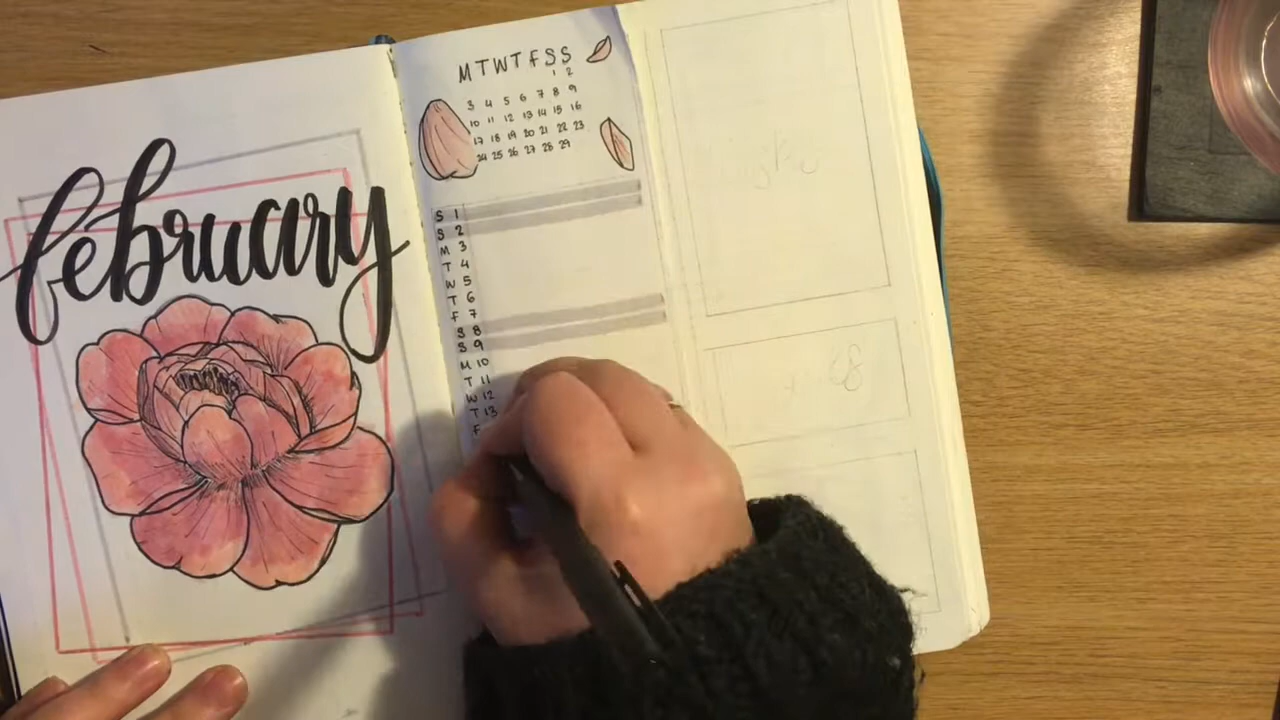 february
M T W T F S S
1 2
3 4 5 6 7 8 9
10 11 12 13 14 15 16
17 18 19 20 21 22 23
24 25 26 27 28 29
S 1
S 2
M 3
T 4
W 5
T 6
F 7
S 8
S 9
M 10
T 11
W 12
T 13
F